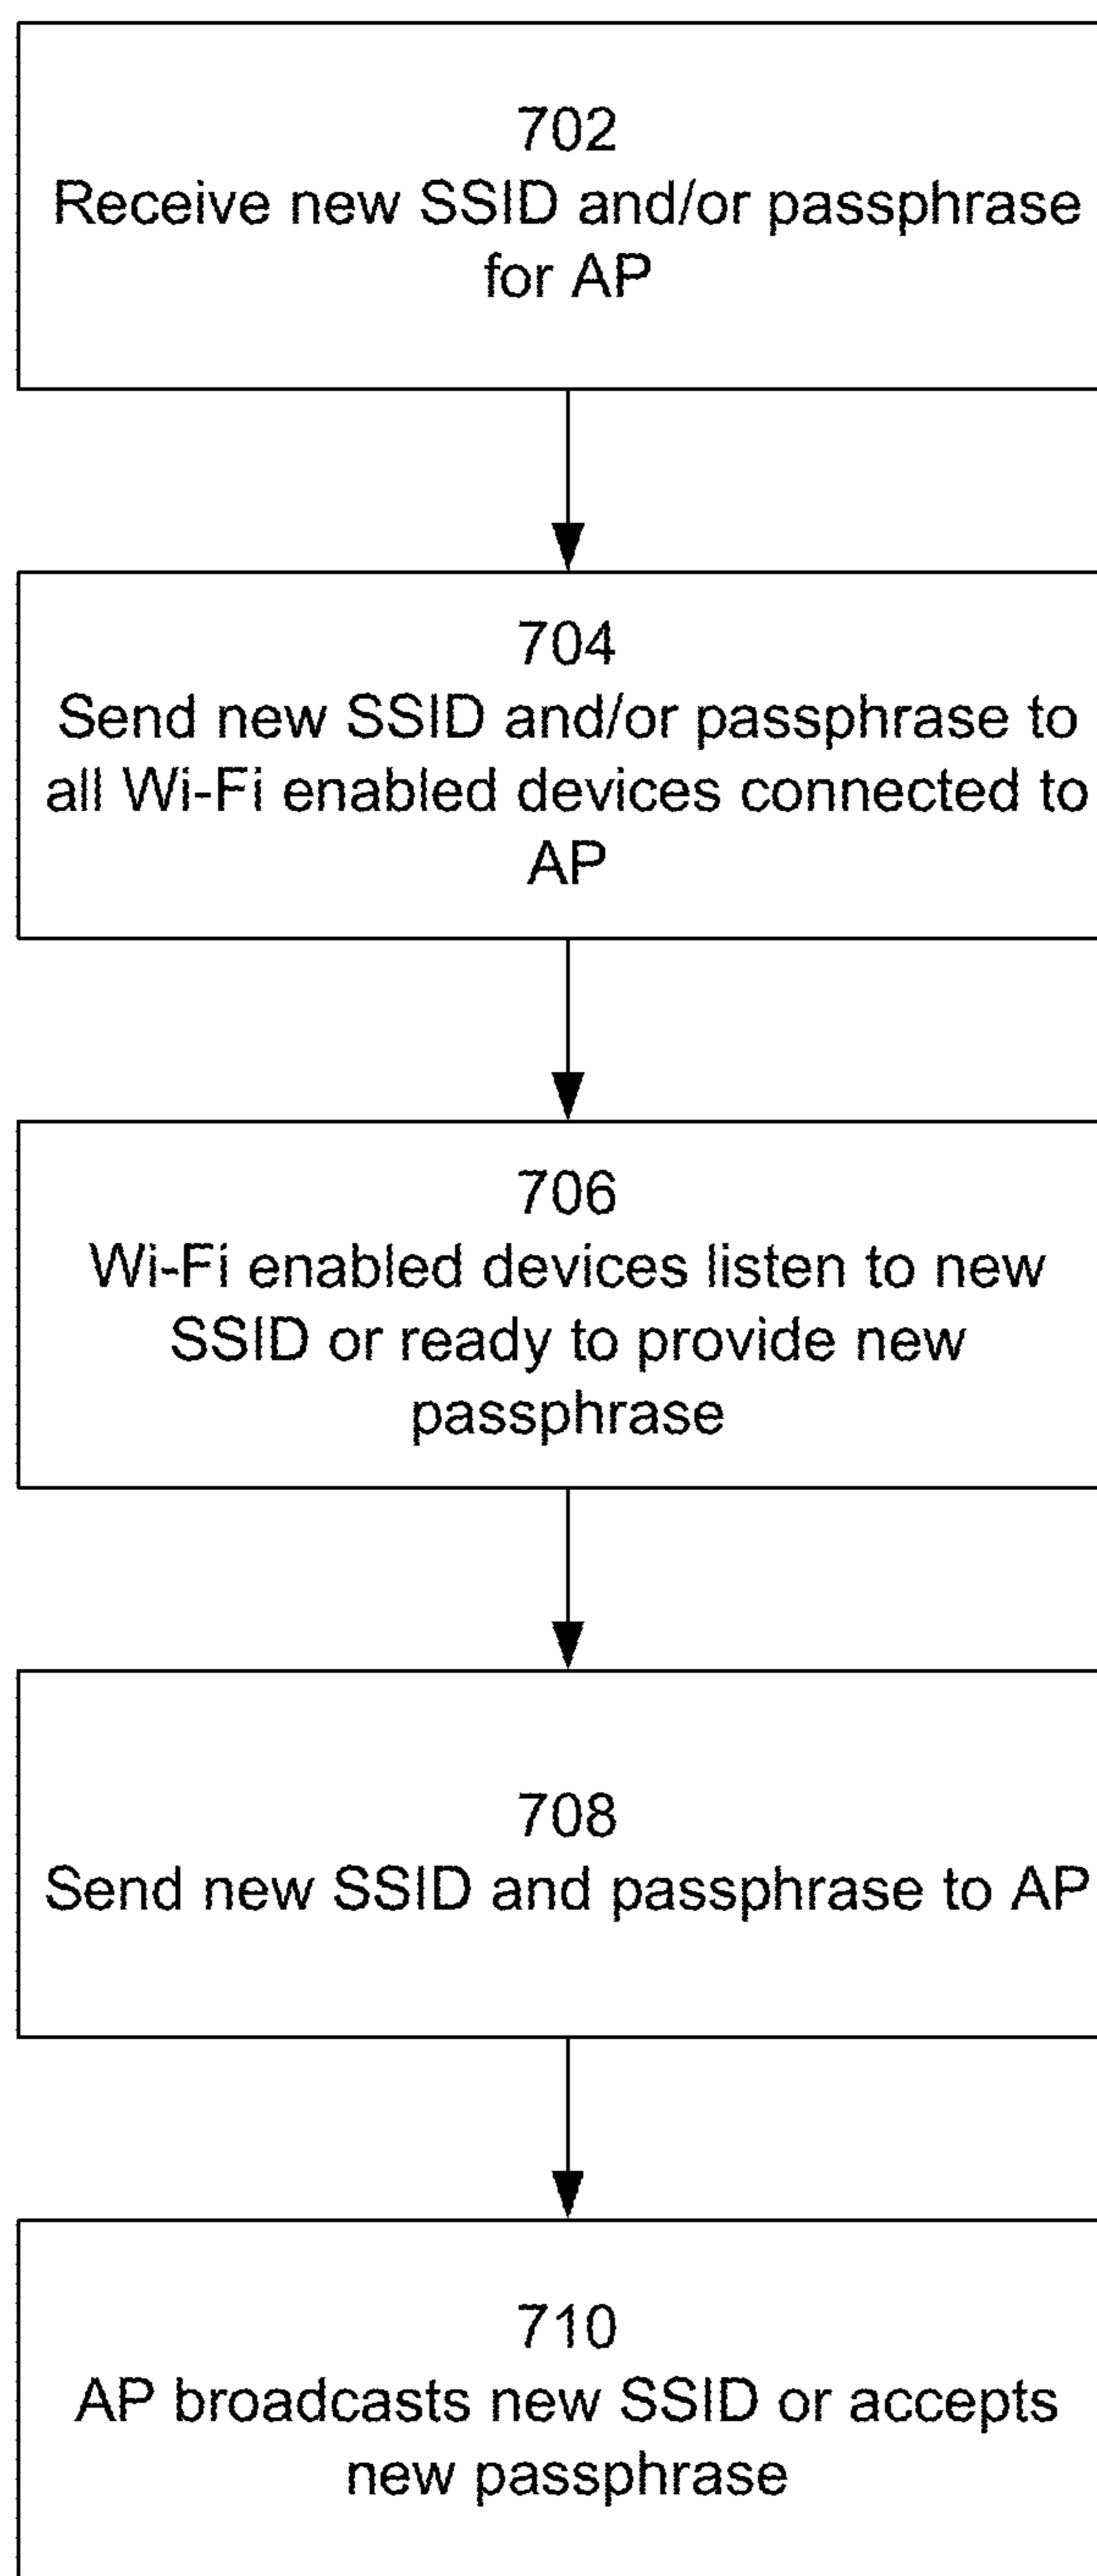 702
Receive new SSID and/or passphrase
for AP
704
Send new SSID and/or passphrase to
all Wi-Fi enabled devices connected to
AP
706
Wi-Fi enabled devices listen to new
SSID or ready to provide new
passphrase
708
Send new SSID and passphrase to AP
710
AP broadcasts new SSID or accepts
new passphrase